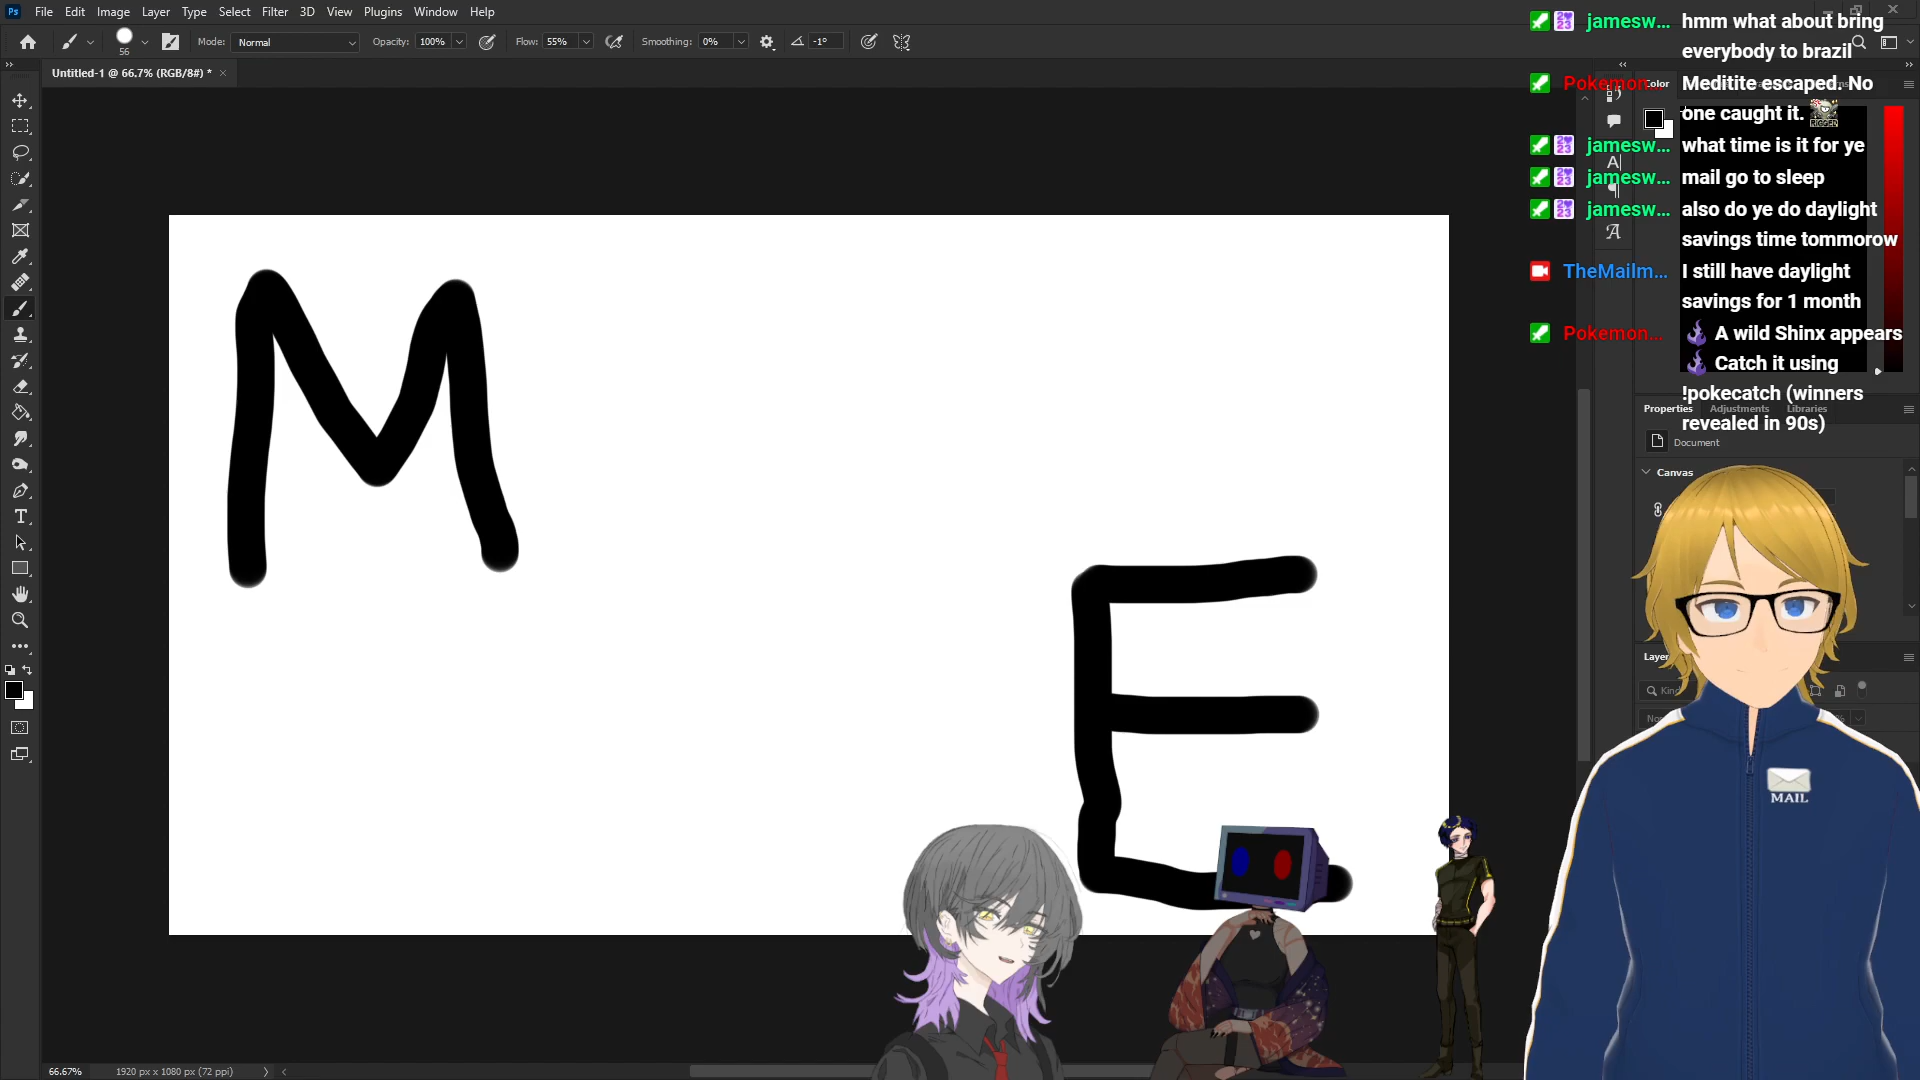 Ps File Edit Image Layer Type Select Filter 3D View Plugins Window Help
56 Mode: Normal Opacity: 100% Flow: 55% Smoothing: 0% -1°
Untitled-1 @ 66.7% (RGB/8#) *
M
E
jamesw... hmm what about bring
everybody to brazil
Pokemon... Meditite escaped. No
one caught it.
jamesw... what time is it for ye
jamesw... mail go to sleep
jamesw... also do ye do daylight
savings time tommorow
TheMailm... I still have daylight
savings for 1 month
Pokemon... A wild Shinx appears
Catch it using
!pokecatch (winners
revealed in 90s)
Color
Properties Adjustments Libraries
Document
Canvas
MAIL
66.67% 1920 px x 1080 px (72 ppi)